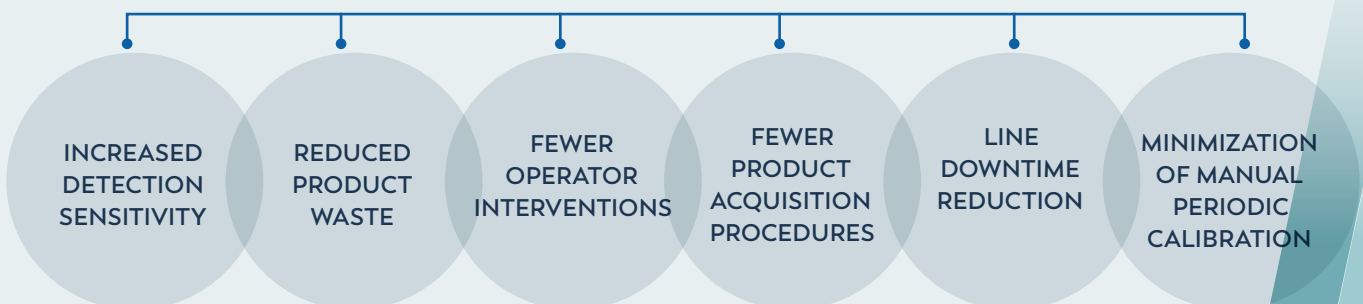 INCREASED
DETECTION
SENSITIVITY
REDUCED
PRODUCT
WASTE
FEWER
OPERATOR
INTERVENTIONS
FEWER
PRODUCT
ACQUISITION
PROCEDURES
LINE
DOWNTIME
REDUCTION
MINIMIZATION
OF MANUAL
PERIODIC
CALIBRATION